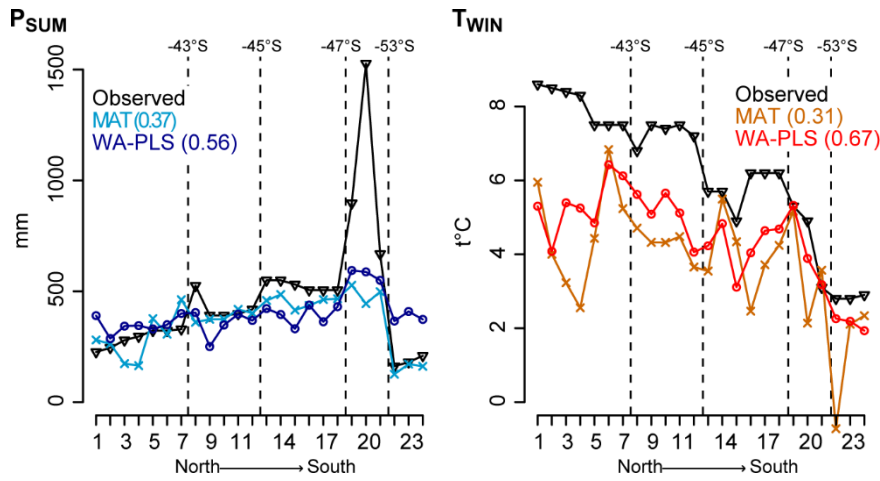 P_SUM
-43°S -45°S -47°S -53°S
1500
1000
500
0
mm
Observed
MAT (0.37)
WA-PLS (0.56)
1 3 5 7 9 11 14 17 20 23
North South
T_WIN
-43°S -45°S -47°S -53°S
8
6
4
2
0
t°C
Observed
MAT (0.31)
WA-PLS (0.67)
1 3 5 7 9 11 14 17 20 23
North South